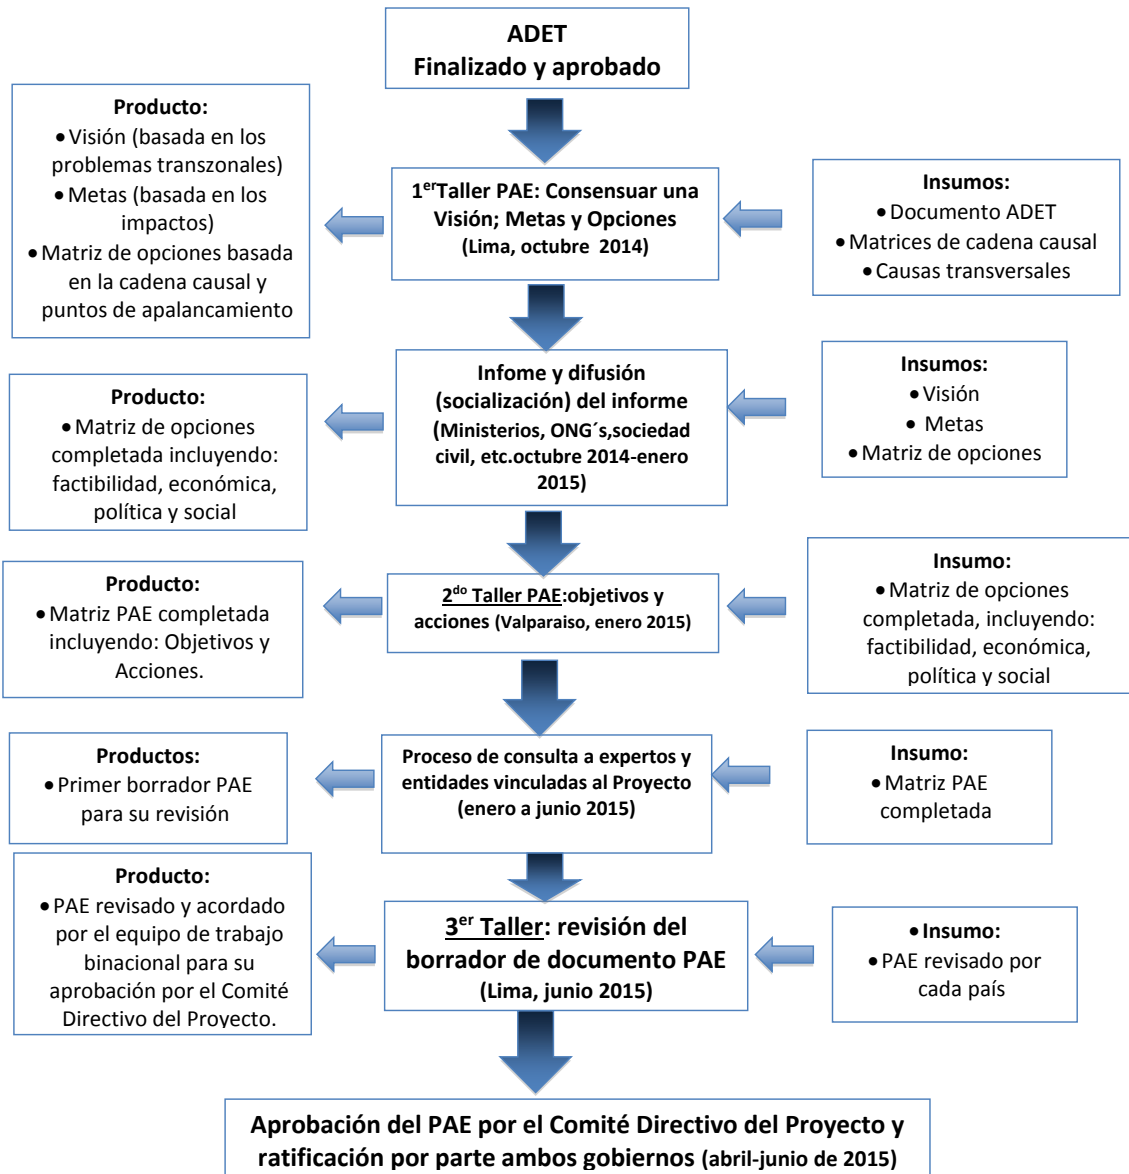 ADET
Finalizado y aprobado
Producto:
• Visión (basada en los
problemas transzonales)
• Metas (basada en los
impactos)
• Matriz de opciones basada
en la cadena causal y
puntos de apalancamiento
1erTaller PAE: Consensuar una
Visión; Metas y Opciones
(Lima, octubre 2014)
Insumos:
• Documento ADET
• Matrices de cadena causal
• Causas transversales
Producto:
• Matriz de opciones
completada incluyendo:
factibilidad, económica,
política y social
Infome y difusión
(socialización) del informe
(Ministerios, ONG´s,sociedad
civil, etc.octubre 2014-enero
2015)
Insumos:
• Visión
• Metas
• Matriz de opciones
Producto:
• Matriz PAE completada
incluyendo: Objetivos y
Acciones.
2do Taller PAE:objetivos y
acciones (Valparaiso, enero 2015)
Insumo:
• Matriz de opciones
completada, incluyendo:
factibilidad, económica,
política y social
Productos:
• Primer borrador PAE
para su revisión
Proceso de consulta a expertos y
entidades vinculadas al Proyecto
(enero a junio 2015)
Insumo:
• Matriz PAE
completada
Producto:
• PAE revisado y acordado
por el equipo de trabajo
binacional para su
aprobación por el Comité
Directivo del Proyecto.
3er Taller: revisión del
borrador de documento PAE
(Lima, junio 2015)
• Insumo:
• PAE revisado por
cada país
Aprobación del PAE por el Comité Directivo del Proyecto y
ratificación por parte ambos gobiernos (abril-junio de 2015)